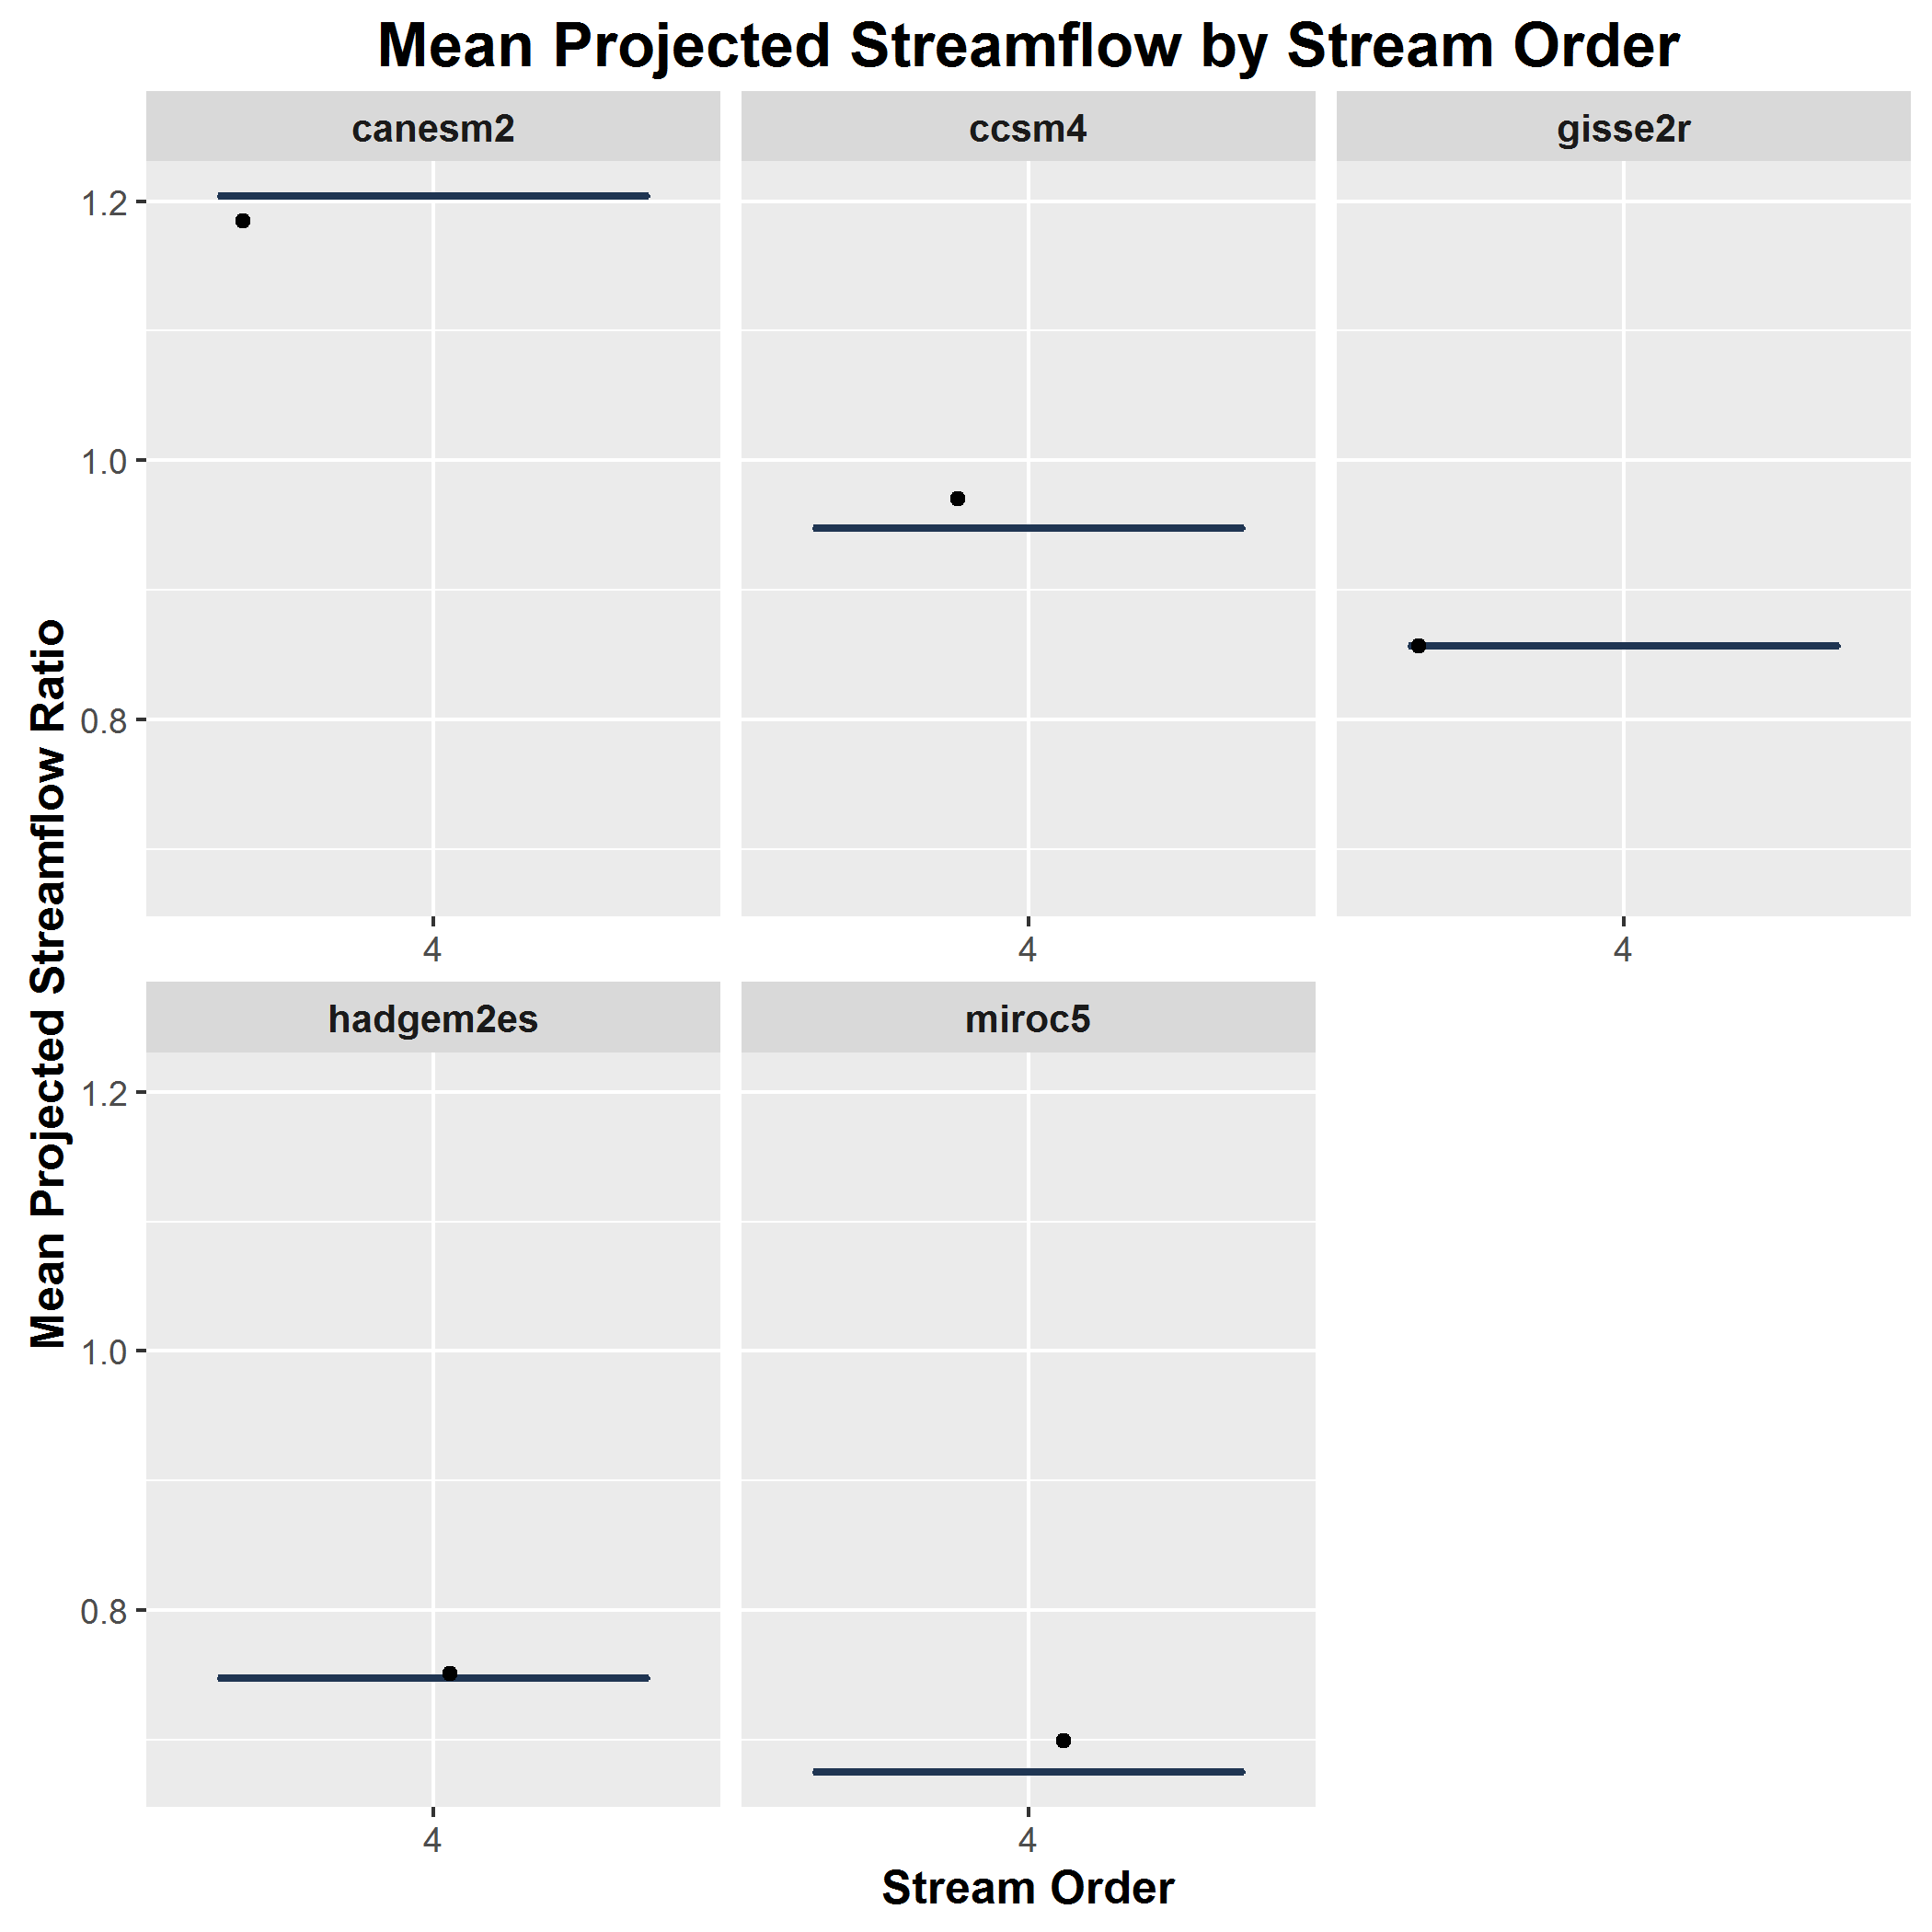 Mean Projected Streamflow by Stream Order
canesm2 ccsm4 gisse2r
1.2
1.0
0.8
4 4 4
Mean Projected Streamflow Ratio
hadgem2es miroc5
1.2
1.0
0.8
4 4
Stream Order